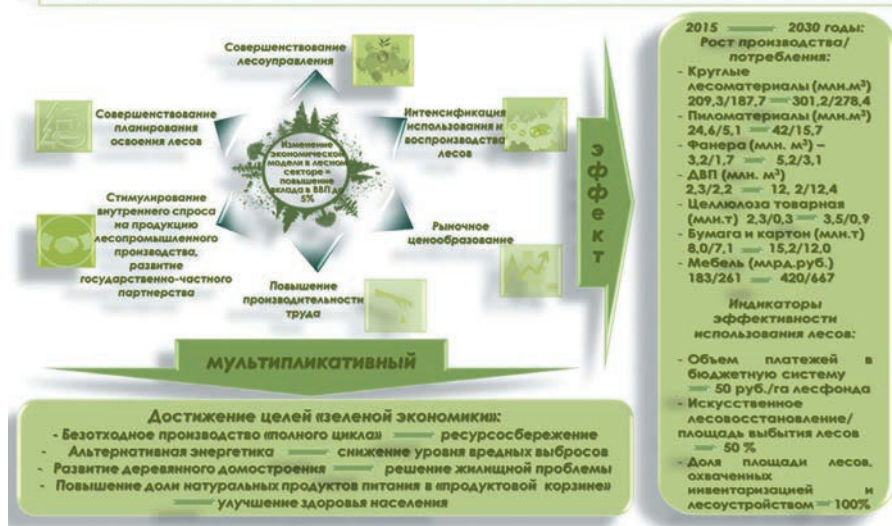 Совершенствование
лесоуправления
Совершенствование
планирования
освоения лесов
Интенсификация
использования и
воспроизводства
лесов
Изменение
экономической
модели в лесном
секторе =
повышение
вклада в ВВП до
5%
Стимулирование
внутреннего спроса
на продукцию
лесопромышленного
производства,
развитие
государственно-частного
партнерства
Рыночное
ценообразование
Повышение
производительности
труда
эффект
мультипликативный
Достижение целей «зеленой экономики»:
- Безотходное производство «полного цикла» ресурсосбережение
- Альтернативная энергетика снижение уровня вредных выбросов
- Развитие деревянного домостроения решение жилищной проблемы
- Повышение доли натуральных продуктов питания в «продуктовой корзине»
улучшение здоровья населения
2015 2030 годы:
Рост производства/
потребления:
- Круглые
лесоматериалы (млн.м³)
209,3/187,7 301,2/278,4
- Пиломатериалы (млн.м³)
24,6/5,1 42/15,7
- Фанера (млн. м³) –
3,2/1,7 5,2/3,1
- ДВП (млн. м³)
2,3/2,2 12, 2/12,4
- Целлюлоза товарная
(млн.т) 2,3/0,3 3,5/0,9
- Бумага и картон (млн.т)
8,0/7,1 15,2/12,0
- Мебель (млрд.руб.)
183/261 420/667
Индикаторы
эффективности
использования лесов:
- Объем платежей в
бюджетную систему
50 руб./га лесфонда
- Искусственное
лесовосстановление/
площадь выбытия лесов
50 %
- Доля площади лесов,
охваченных
инвентаризацией и
лесоустройством 100%